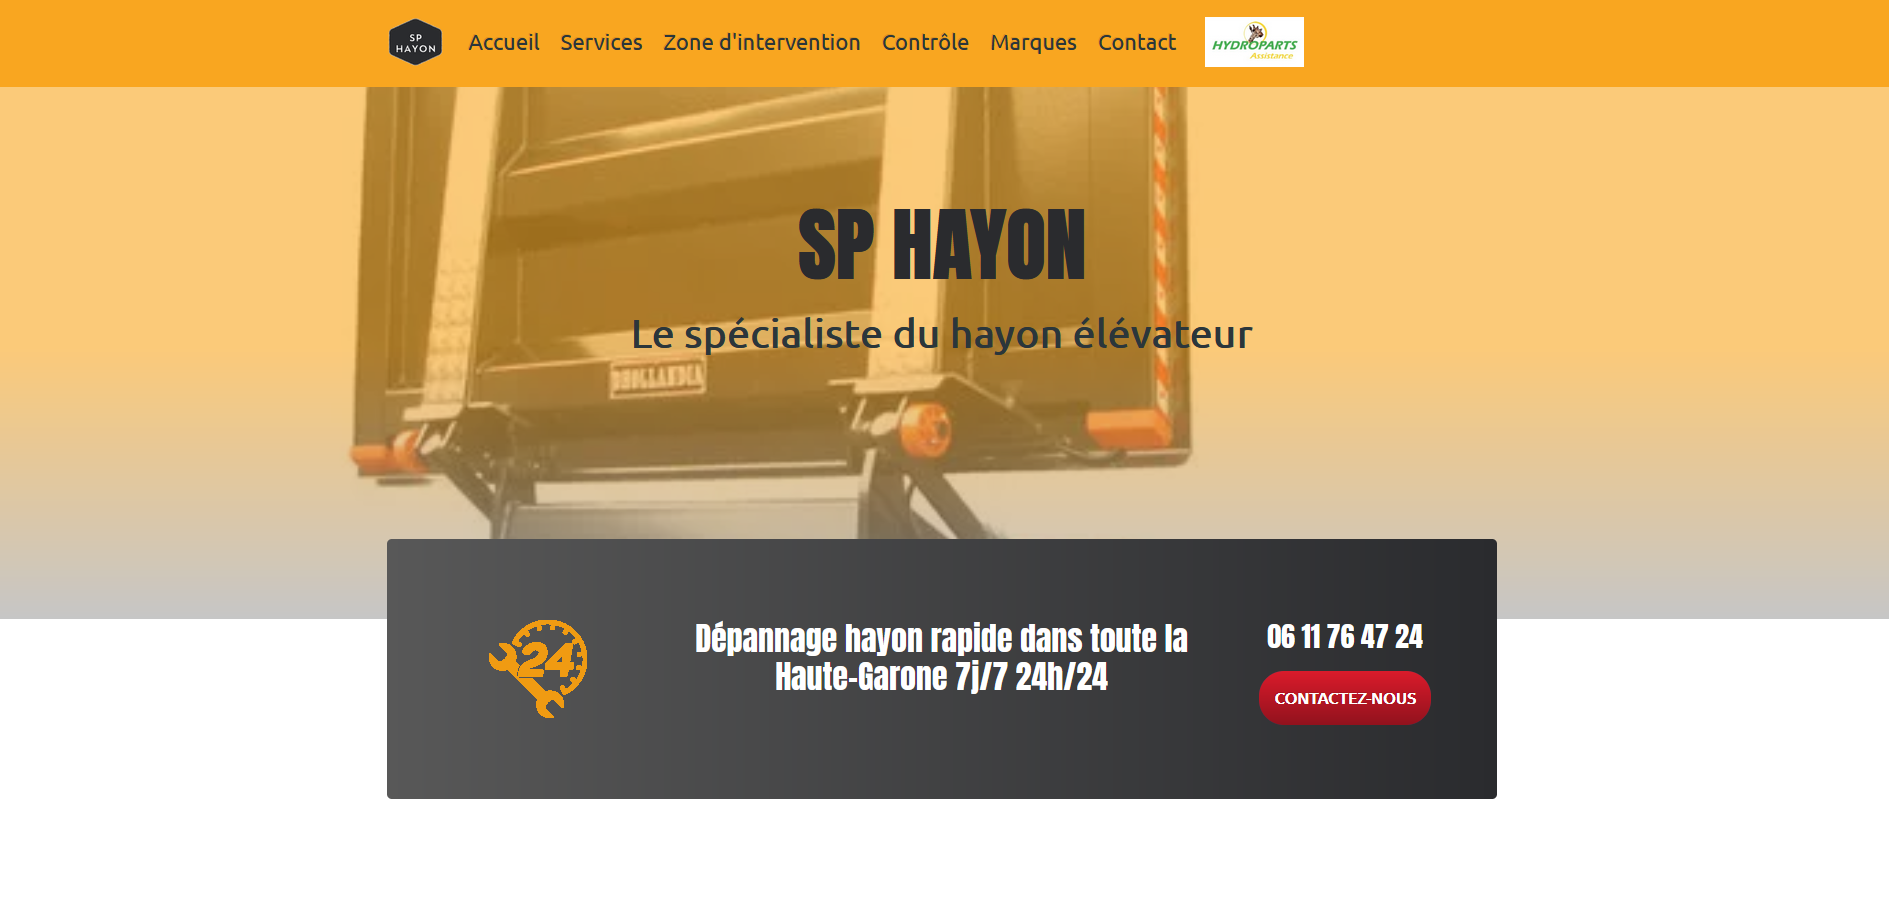 SP
HAYON
Accueil Services Zone d'intervention Contrôle Marques Contact
HYDROPARTS
Assistance
SP HAYON
Le spécialiste du hayon élévateur
DHOLLANDIA
24
Dépannage hayon rapide dans toute la
Haute-Garone 7j/7 24h/24
06 11 76 47 24
CONTACTEZ-NOUS